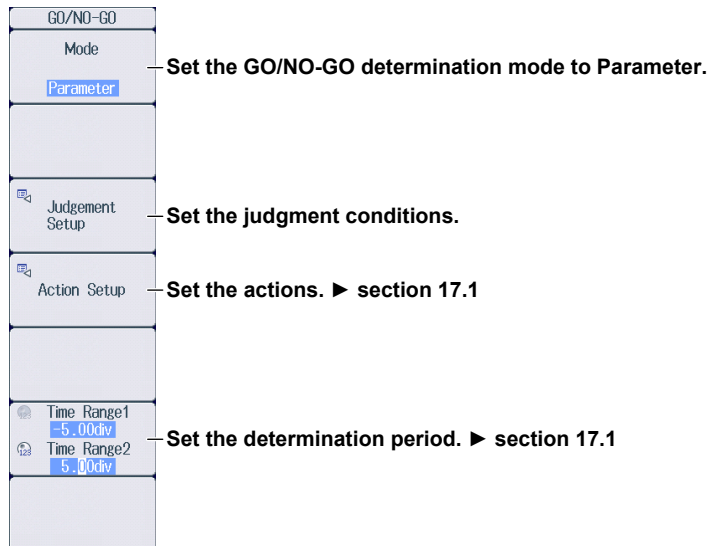 GO/NO-GO
Mode
Parameter
Set the GO/NO-GO determination mode to Parameter.
Judgement
Setup
Set the judgment conditions.
Action Setup
Set the actions. ► section 17.1
Time Range1
-5.00div
Time Range2
5.00div
Set the determination period. ► section 17.1